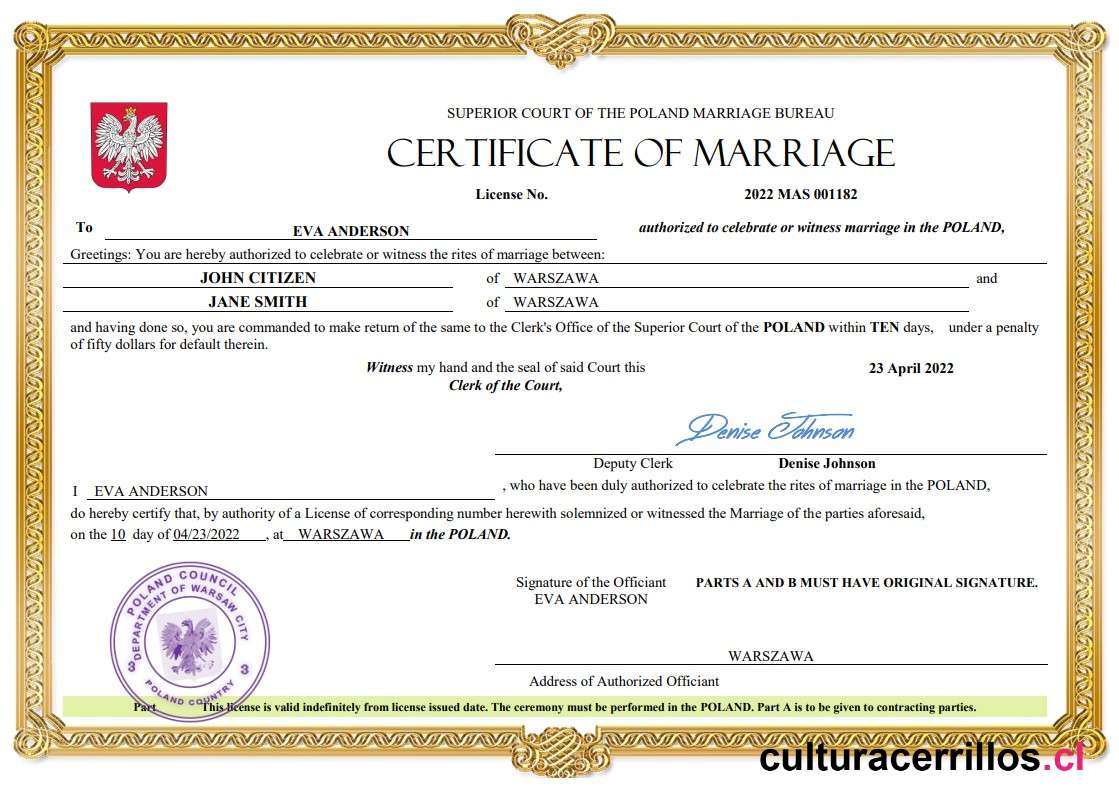 SUPERIOR COURT OF THE POLAND MARRIAGE BUREAU
CERTIFICATE OF MARRIAGE
License No. 2022 MAS 001182
To EVA ANDERSON authorized to celebrate or witness marriage in the POLAND,
Greetings: You are hereby authorized to celebrate or witness the rites of marriage between:
JOHN CITIZEN of WARSZAWA and
JANE SMITH of WARSZAWA
and having done so, you are commanded to make return of the same to the Clerk's Office of the Superior Court of the POLAND within TEN days, under a penalty
of fifty dollars for default therein.
Witness my hand and the seal of said Court this 23 April 2022
Clerk of the Court,
Denise Johnson
Deputy Clerk Denise Johnson
I EVA ANDERSON , who have been duly authorized to celebrate the rites of marriage in the POLAND,
do hereby certify that, by authority of a License of corresponding number herewith solemnized or witnessed the Marriage of the parties aforesaid,
on the 10 day of 04/23/2022 , at WARSZAWA in the POLAND.
Signature of the Officiant PARTS A AND B MUST HAVE ORIGINAL SIGNATURE.
EVA ANDERSON
POLAND COUNCIL
DEPARTMENT OF WARSAW CITY
3 3
POLAND COUNTRY
WARSZAWA
Address of Authorized Officiant
Part This license is valid indefinitely from license issued date. The ceremony must be performed in the POLAND. Part A is to be given to contracting parties.
culturacerrillos.cl